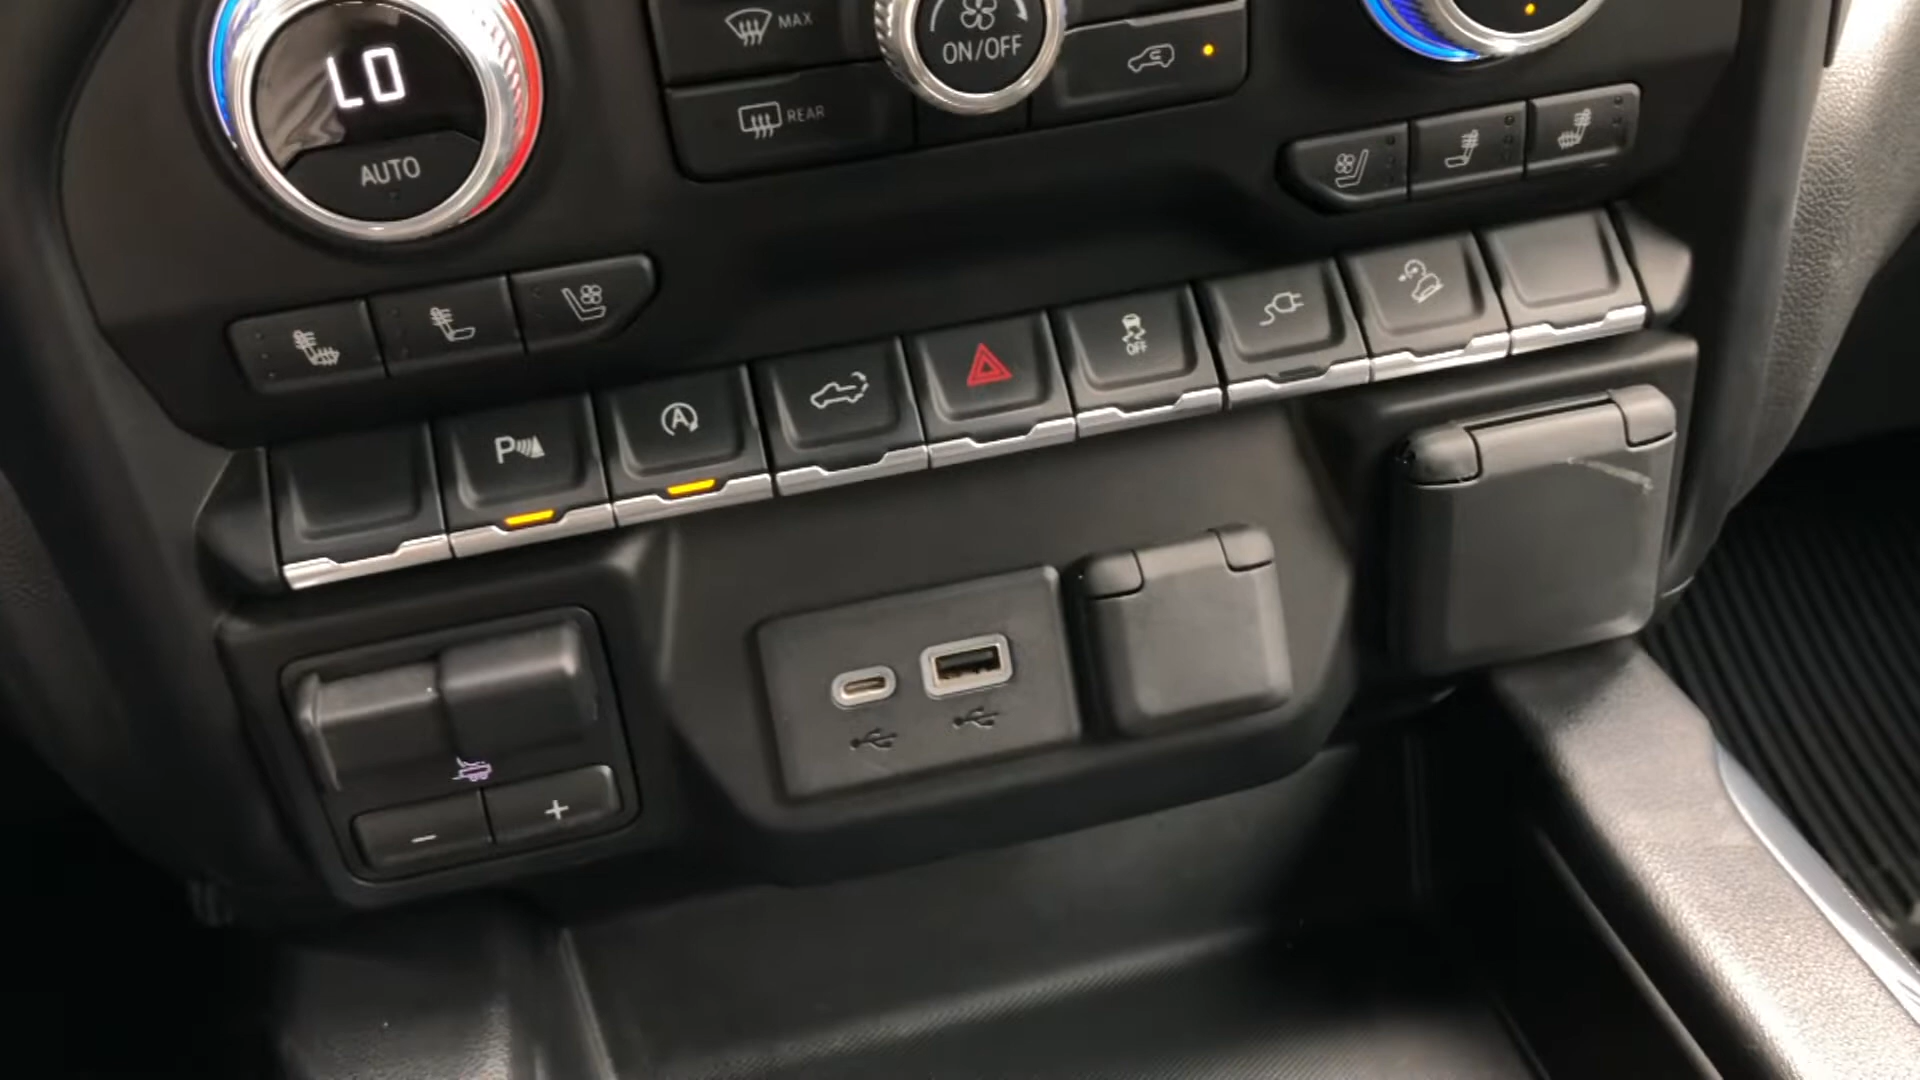 LO
AUTO
MAX
REAR
ON/OFF
P
A
OFF
− +